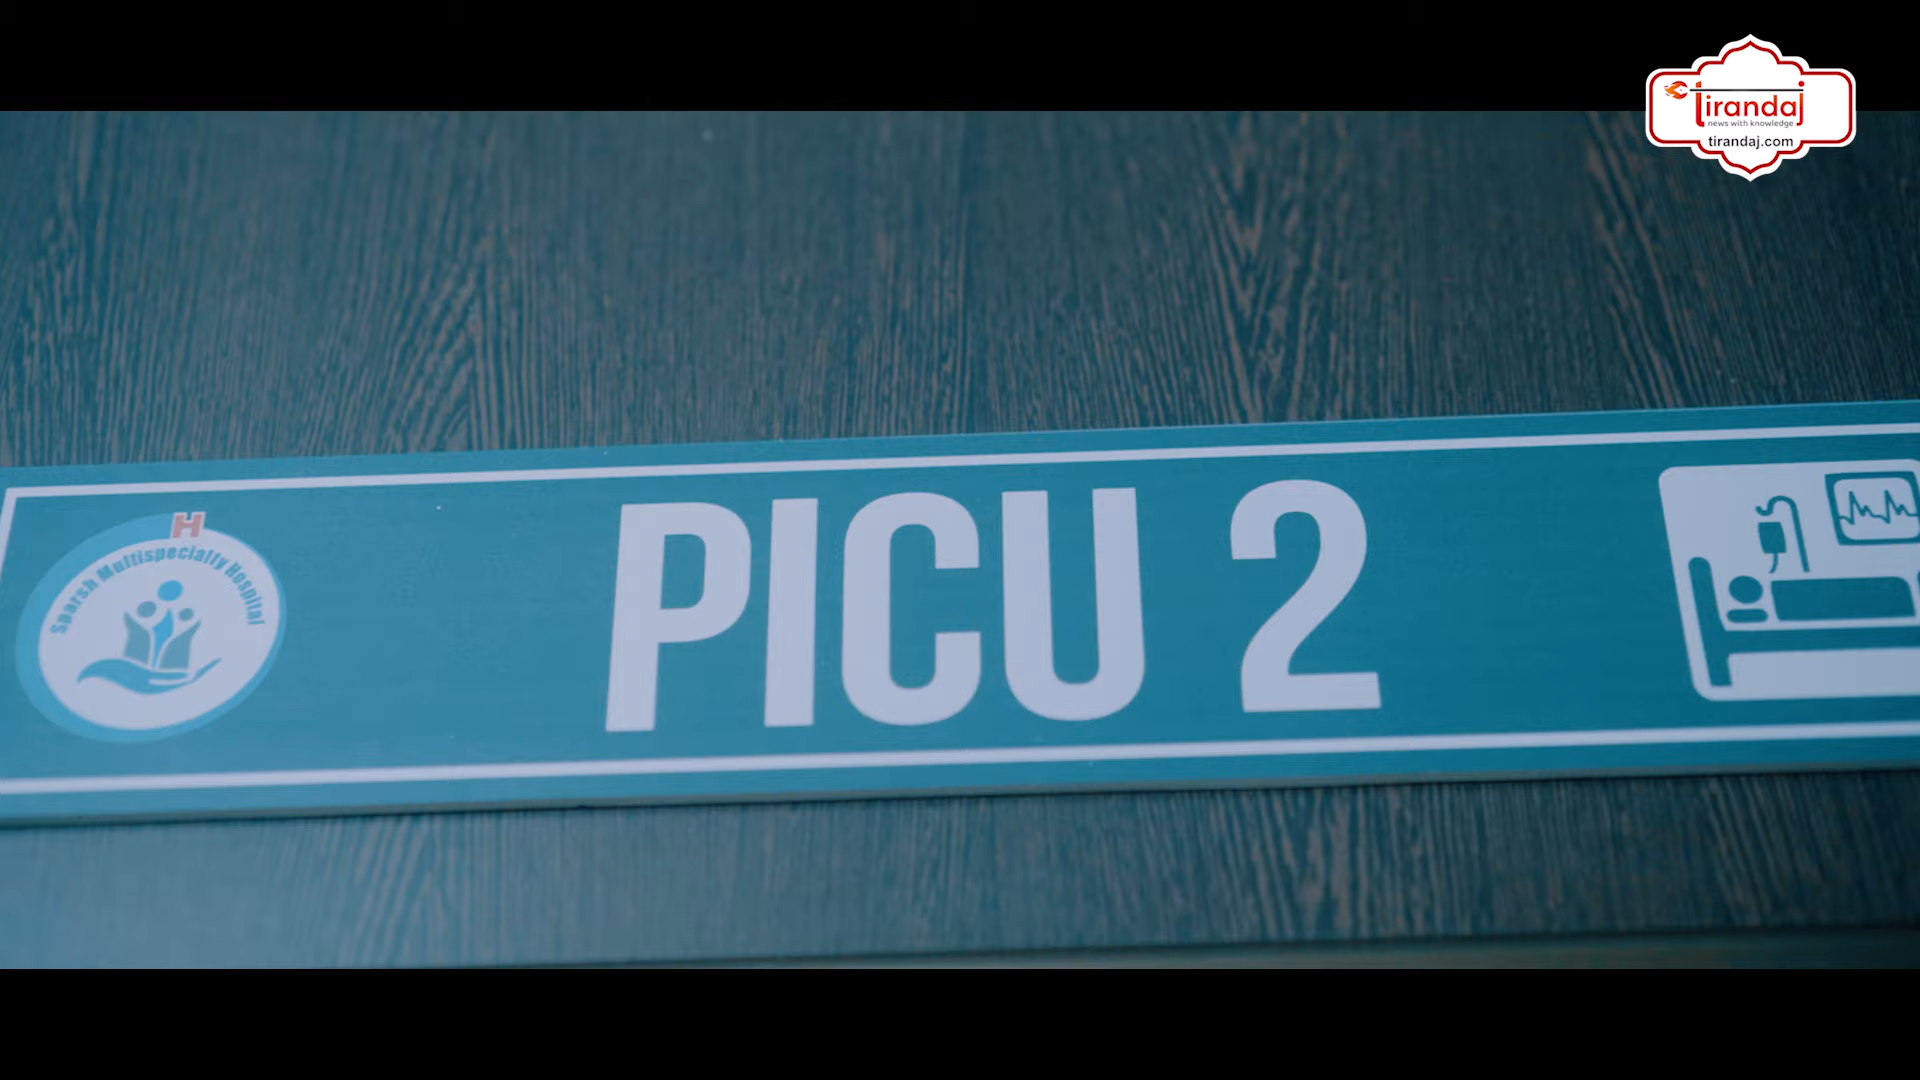 tirandaj
news with knowledge
tirandaj.com
H
Sparsh Multispecialty Hospital
PICU 2